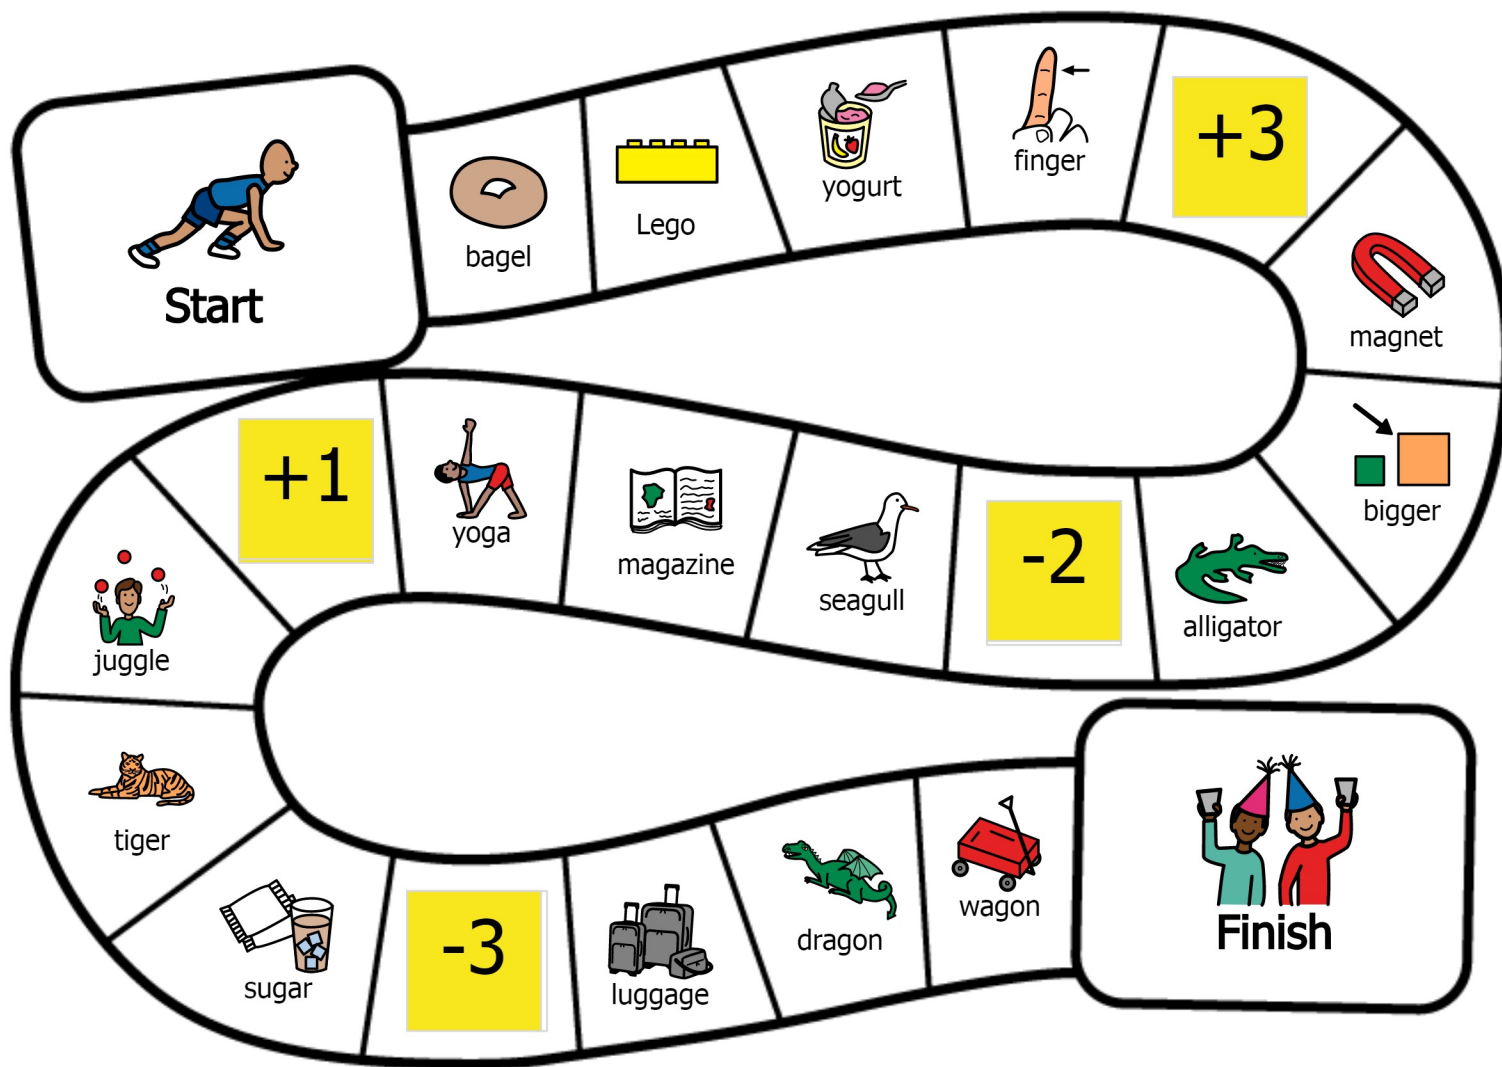 Start
bagel
Lego
yogurt
finger
+3
magnet
bigger
alligator
-2
seagull
magazine
yoga
+1
juggle
tiger
sugar
-3
luggage
dragon
wagon
Finish